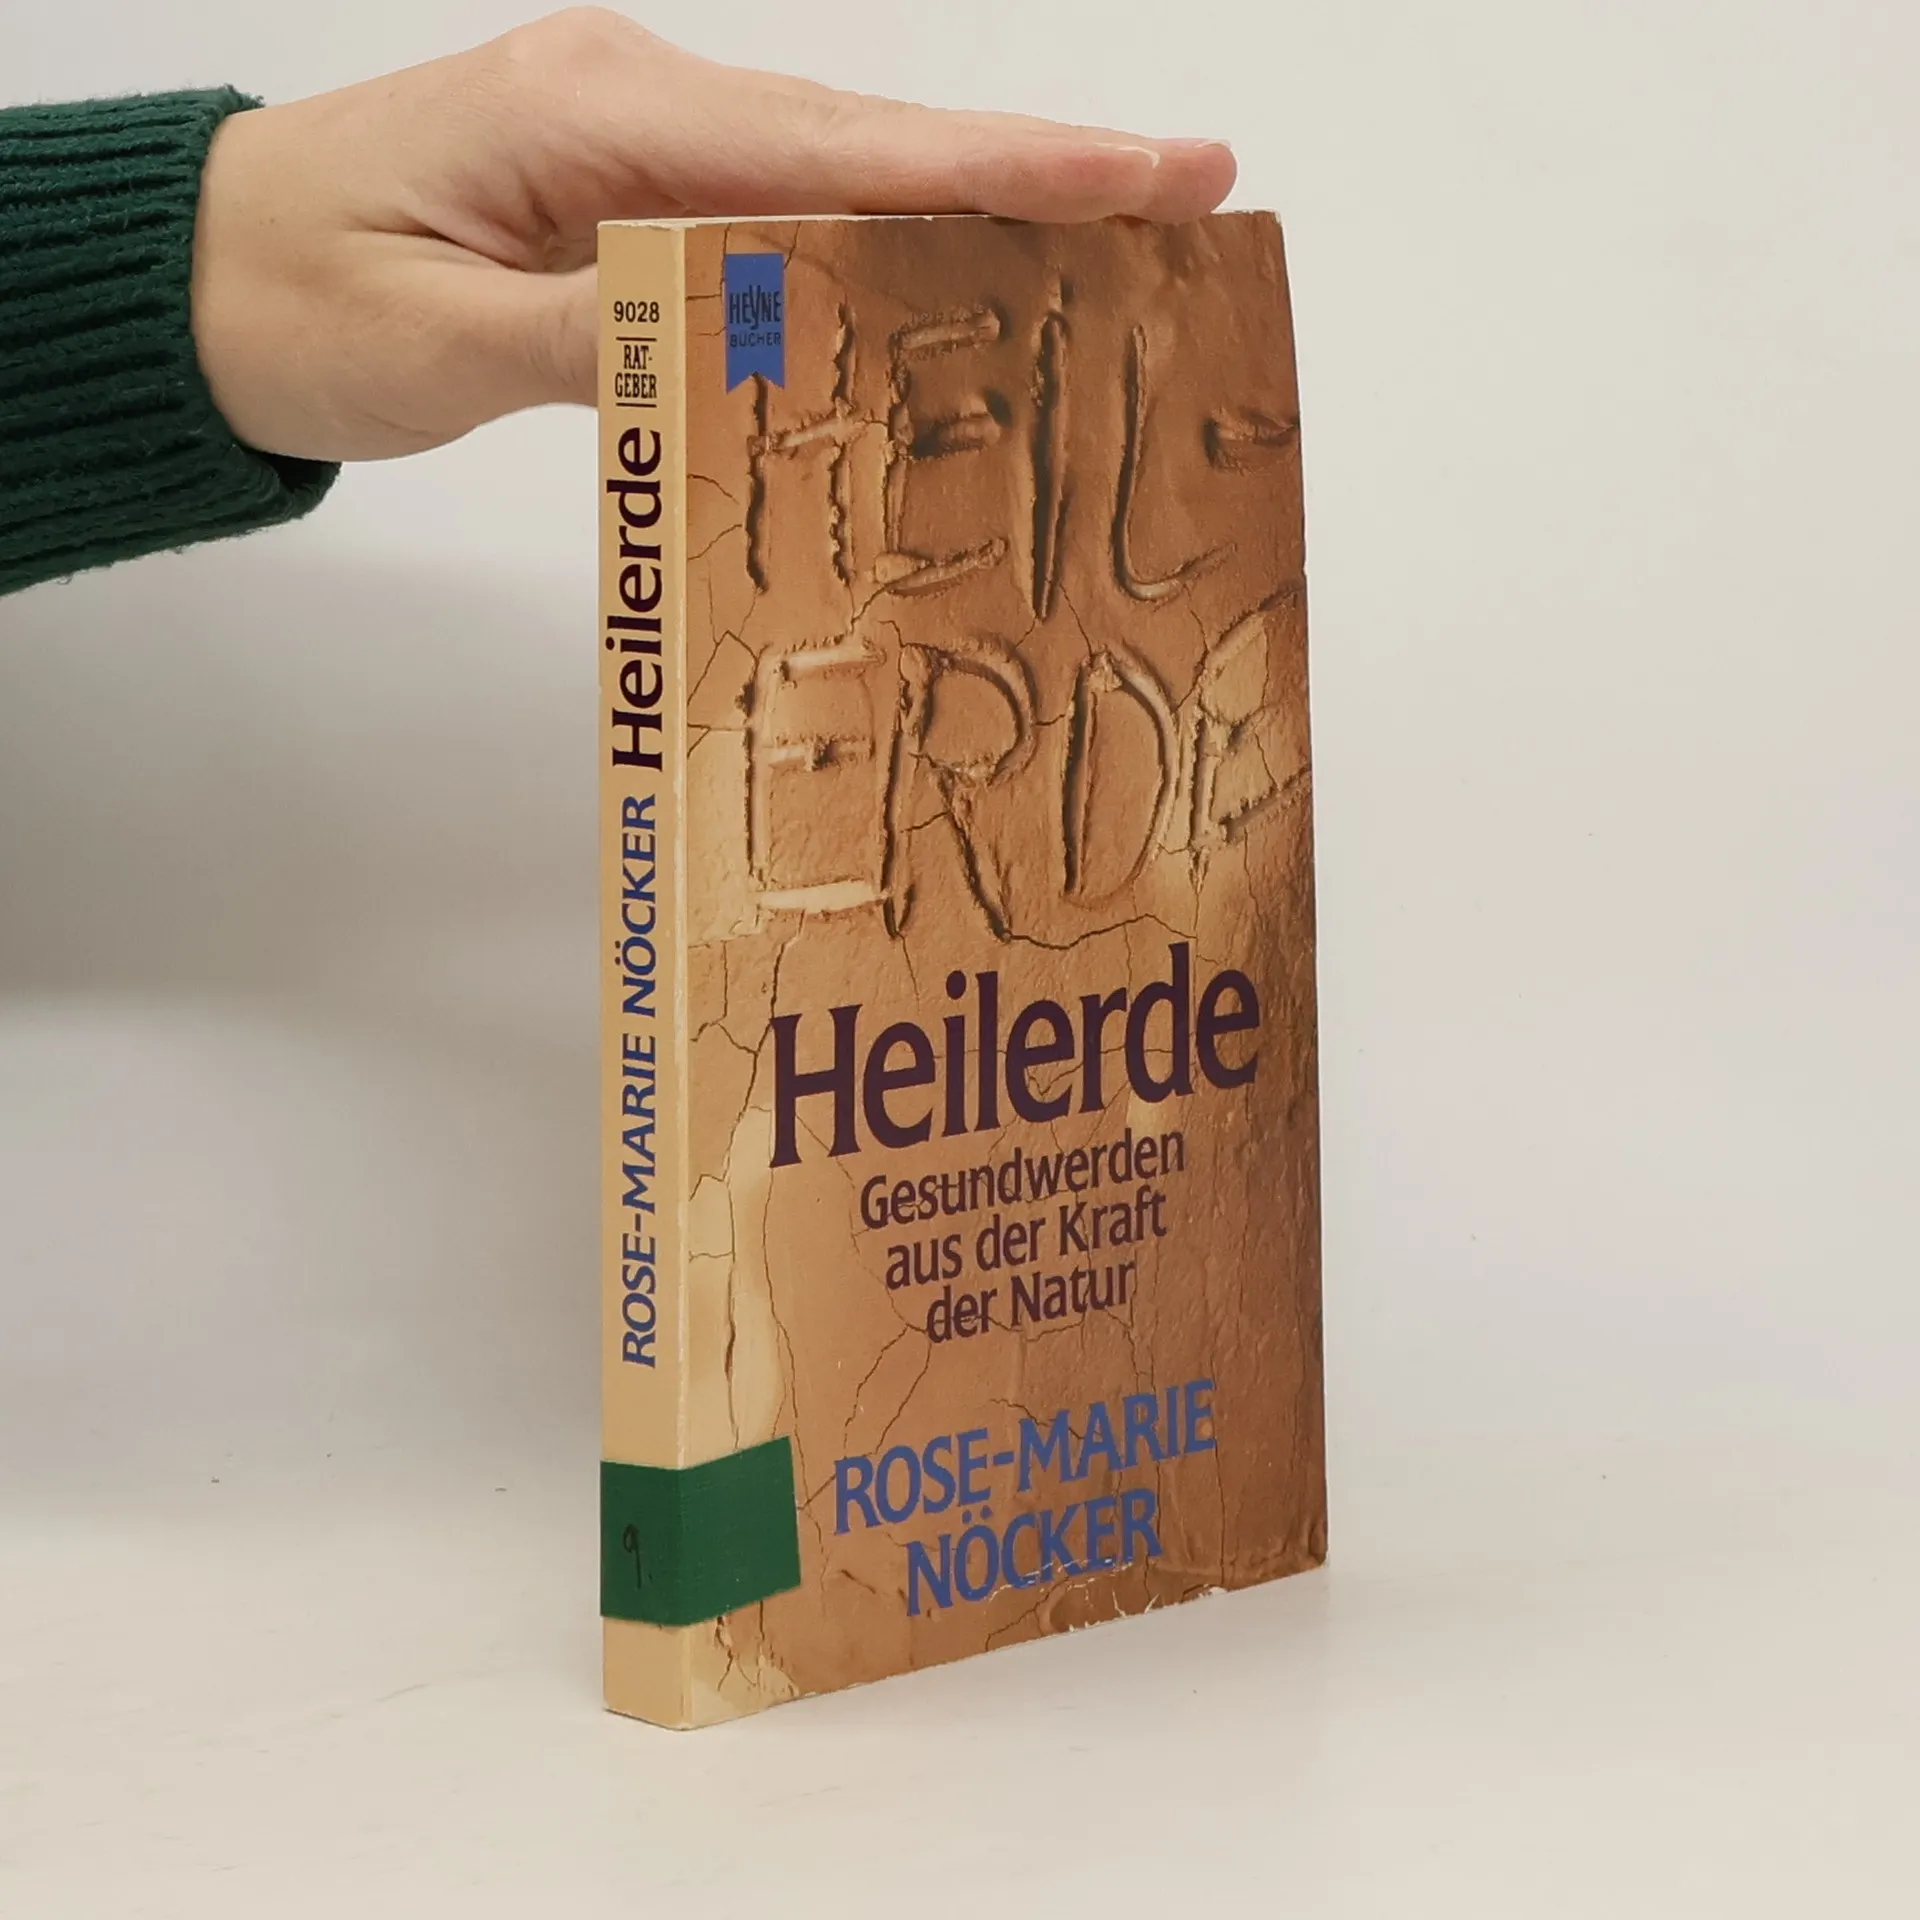 9028
RAT-
GEBER
Heilerde
ROSE-MARIE NÖCKER
HEYNE
BÜCHER
HEIL-
ERDE
Heilerde
Gesundwerden
aus der Kraft
der Natur
ROSE-MARIE
NÖCKER
9.